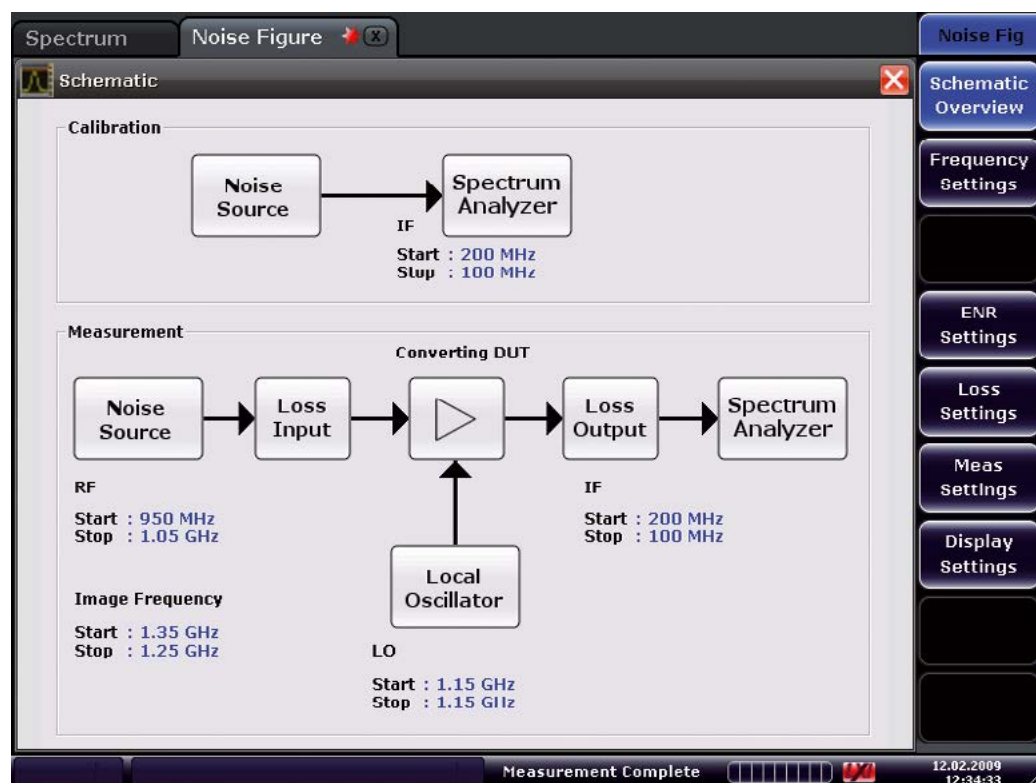 Spectrum
Noise Figure
Noise Fig
Schematic
Schematic
Overview
Frequency
Settings
ENR
Settings
Loss
Settings
Meas
Settings
Display
Settings
Calibration
Noise
Source
Spectrum
Analyzer
IF
Start : 200 MHz
Stop : 100 MHz
Measurement
Converting DUT
Noise
Source
Loss
Input
Loss
Output
Spectrum
Analyzer
RF
Start : 950 MHz
Stop : 1.05 GHz
IF
Start : 200 MHz
Stop : 100 MHz
Local
Oscillator
Image Frequency
Start : 1.35 GHz
Stop : 1.25 GHz
LO
Start : 1.15 GHz
Stop : 1.15 GHz
Measurement Complete
12.02.2009
12:34:33